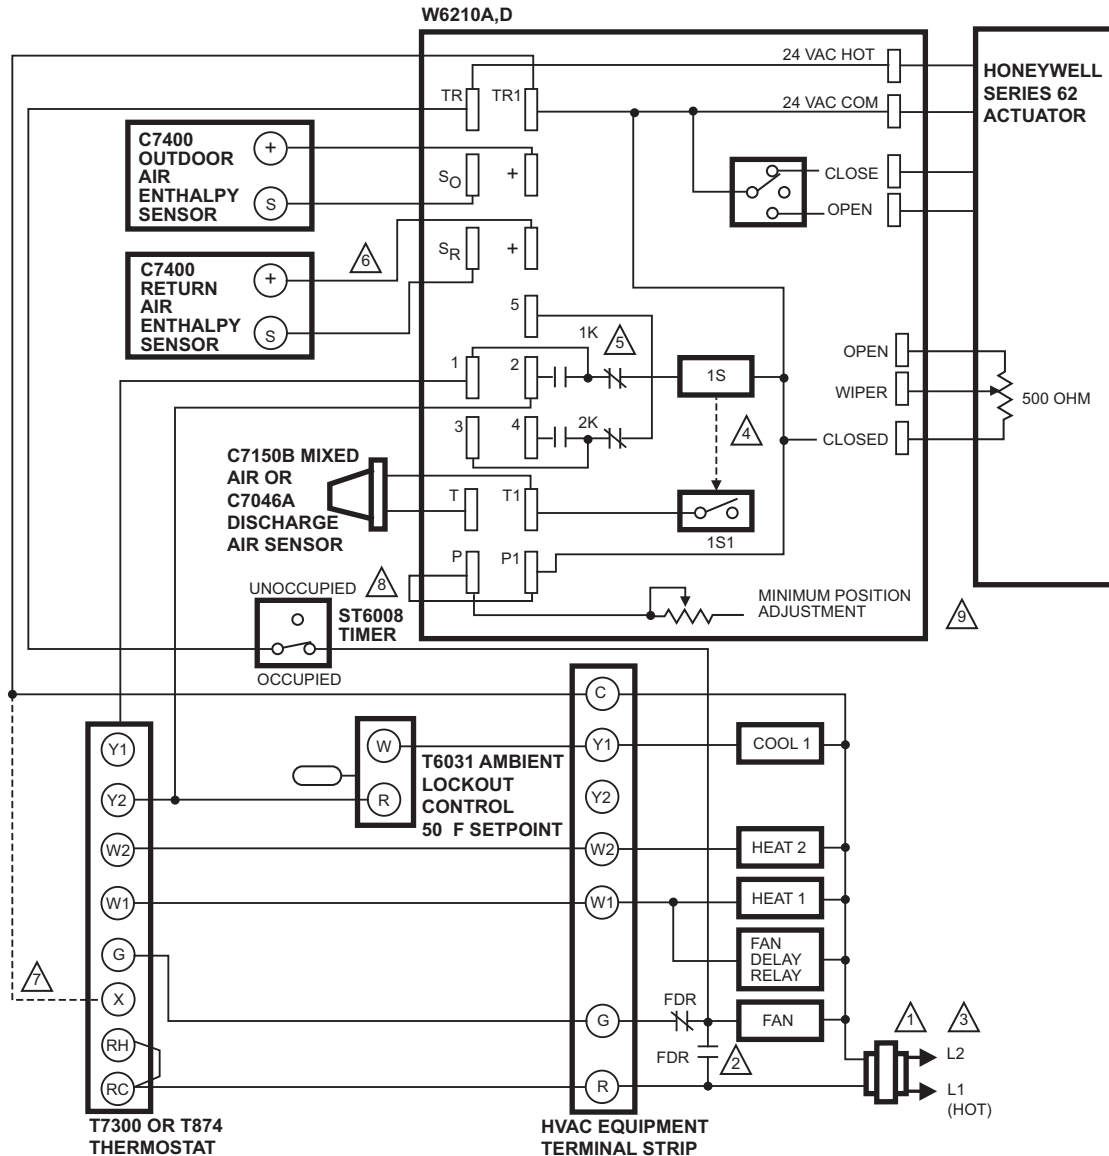 W6210A,D
24 VAC HOT
HONEYWELL
SERIES 62
ACTUATOR
TR
TR1
24 VAC COM
C7400
OUTDOOR
AIR
ENTHALPY
SENSOR
+
S
SO
+
CLOSE
OPEN
C7400
RETURN
AIR
ENTHALPY
SENSOR
+
S
6
SR
+
5
1K
5
1
2
1S
OPEN
WIPER
500 OHM
3
4
2K
4
CLOSED
C7150B MIXED
AIR OR
C7046A
DISCHARGE
AIR SENSOR
T
T1
1S1
P
P1
UNOCCUPIED
8
MINIMUM POSITION
ADJUSTMENT
ST6008
TIMER
9
OCCUPIED
C
Y1
W
T6031 AMBIENT
LOCKOUT
CONTROL
50 F SETPOINT
Y1
COOL 1
Y2
R
Y2
W2
W2
HEAT 2
W1
W1
HEAT 1
G
FAN
DELAY
RELAY
7
X
FDR
G
FAN
1
3
RH
FDR
2
L2
RC
R
L1
(HOT)
T7300 OR T874
THERMOSTAT
HVAC EQUIPMENT
TERMINAL STRIP